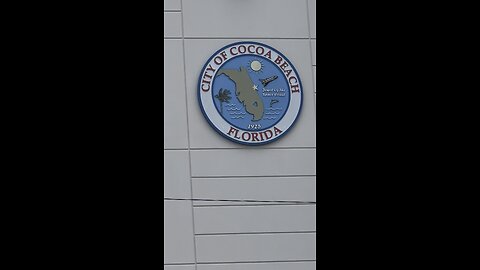 CITY OF COCOA BEACH
1925
FLORIDA